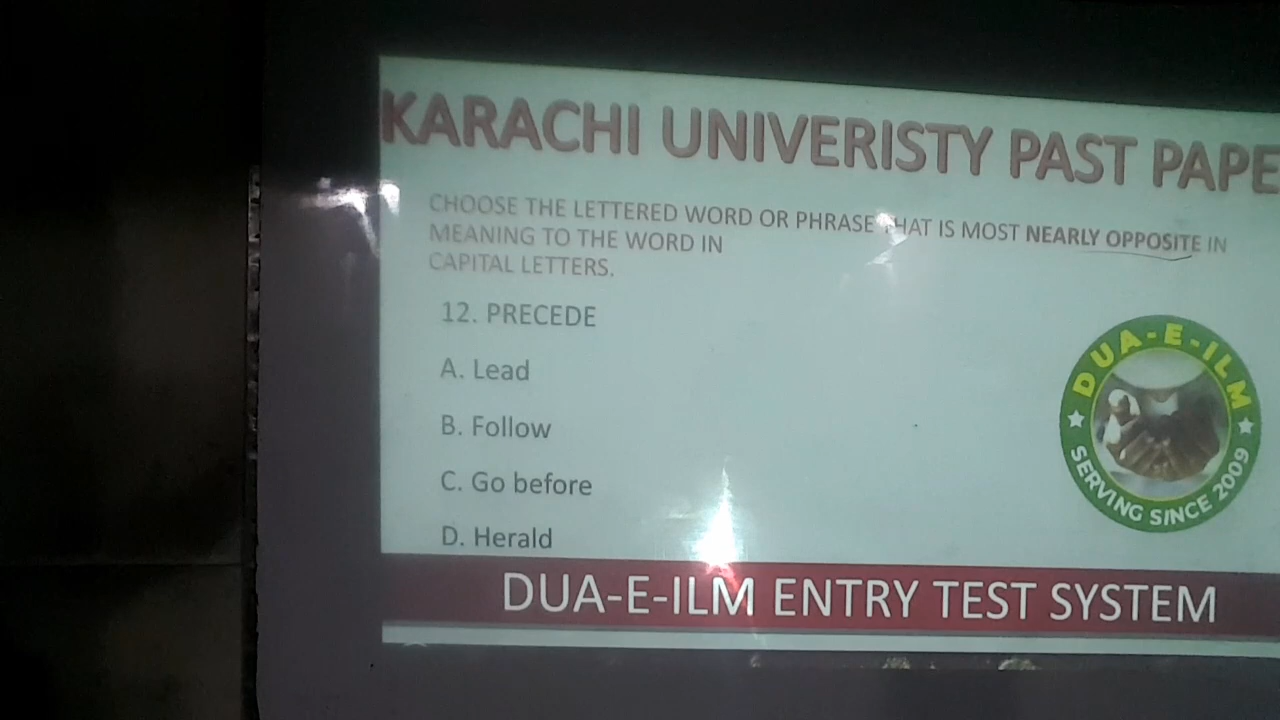 KARACHI UNIVERISTY PAST PAPE
CHOOSE THE LETTERED WORD OR PHRASE THAT IS MOST NEARLY OPPOSITE IN
MEANING TO THE WORD IN
CAPITAL LETTERS.
12. PRECEDE
A. Lead
B. Follow
C. Go before
D. Herald
DUA-E-ILM
SERVING SINCE 2009
DUA-E-ILM ENTRY TEST SYSTEM